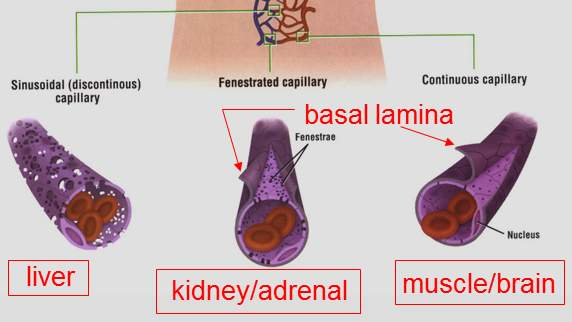 Sinusoidal (discontinous)
capillary
Fenestrated capillary
Continuous capillary
basal lamina
Fenestrae
Nucleus
liver
kidney/adrenal
muscle/brain